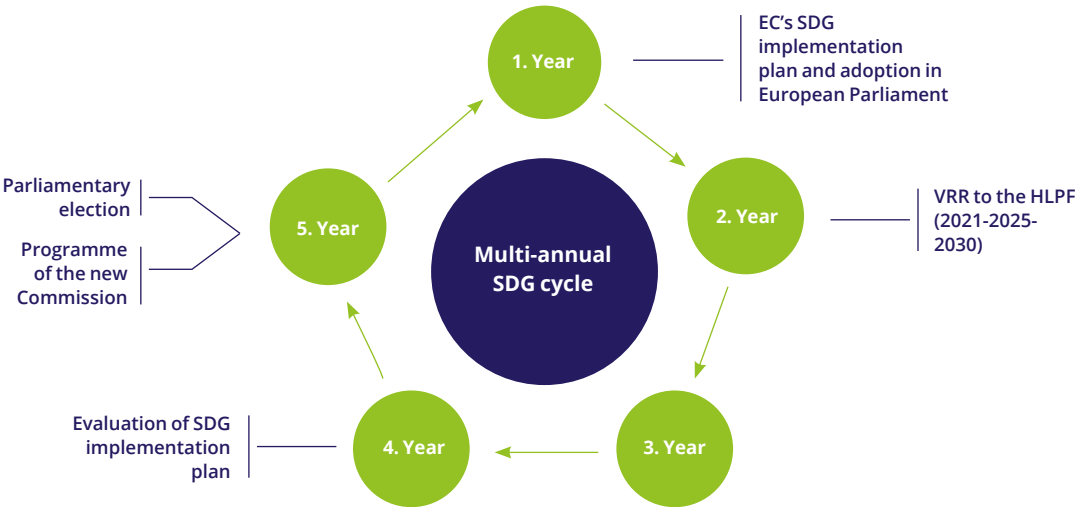 1. Year
EC's SDG
implementation
plan and adoption in
European Parliament
2. Year
VRR to the HLPF
(2021-2025-
2030)
3. Year
4. Year
Evaluation of SDG
implementation
plan
5. Year
Parliamentary
election
Programme
of the new
Commission
Multi-annual
SDG cycle